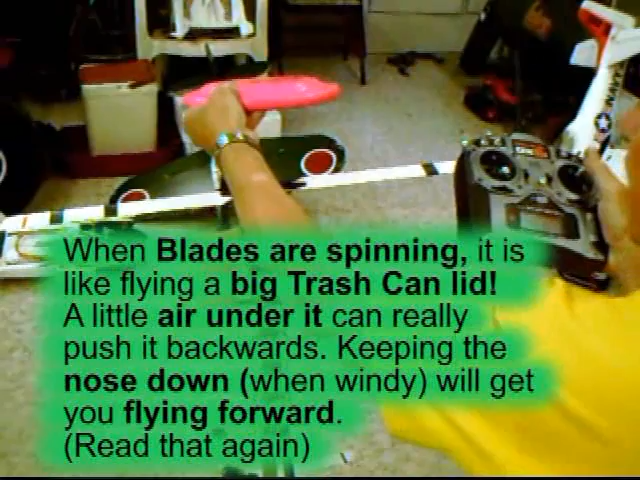 When Blades are spinning, it is
like flying a big Trash Can lid!
A little air under it can really
push it backwards. Keeping the
nose down (when windy) will get
you flying forward.
(Read that again)
NAVY